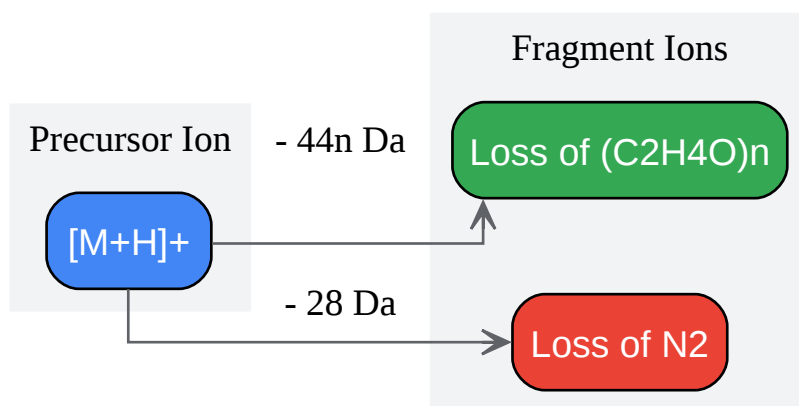 Fragment Ions
Precursor Ion
- 44n Da
Loss of (C2H4O)n
[M+H]+
- 28 Da
Loss of N2